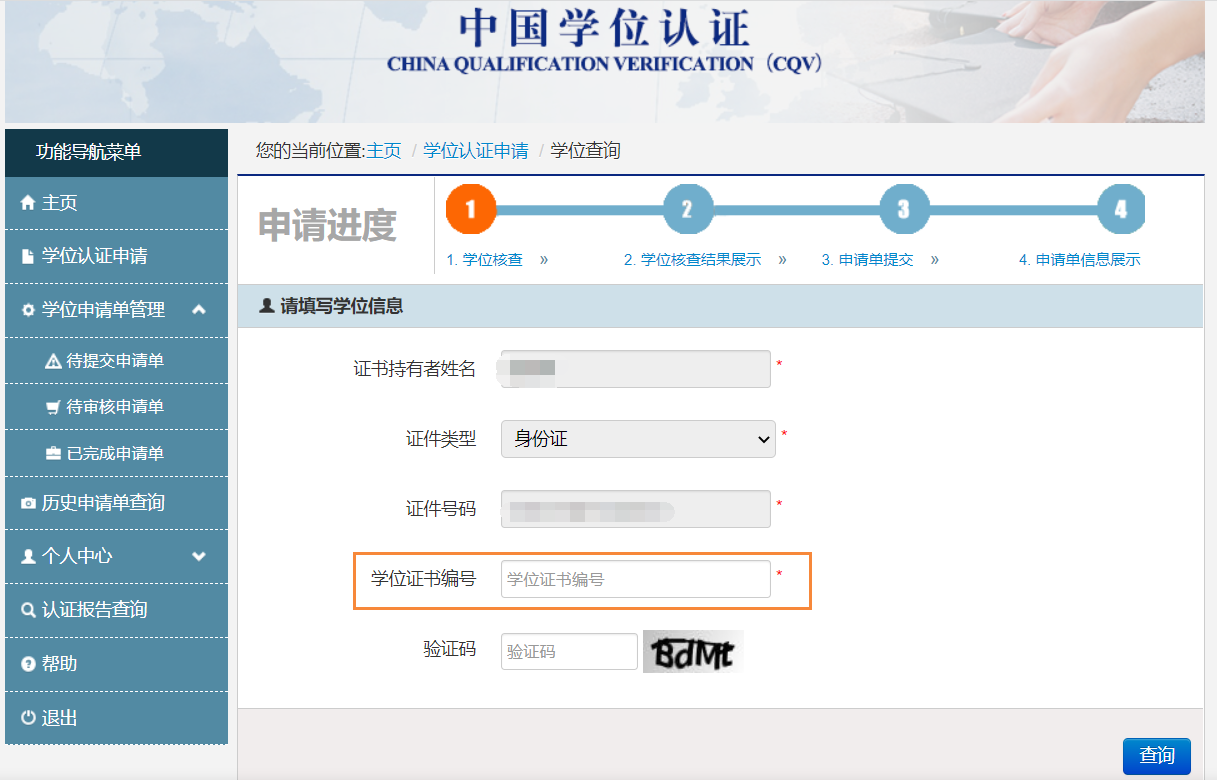 中国学位认证
CHINA QUALIFICATION VERIFICATION（CQV）
功能导航菜单
主页
学位认证申请
学位申请单管理
待提交申请单
待审核申请单
已完成申请单
历史申请单查询
个人中心
认证报告查询
帮助
退出
您的当前位置:主页 / 学位认证申请 / 学位查询
申请进度
1 2 3 4
1. 学位核查 » 2. 学位核查结果展示 » 3. 申请单提交 » 4. 申请单信息展示
请填写学位信息
证书持有者姓名 *
证件类型 身份证 *
证件号码 *
学位证书编号 学位证书编号 *
验证码 验证码 BdMt
查询